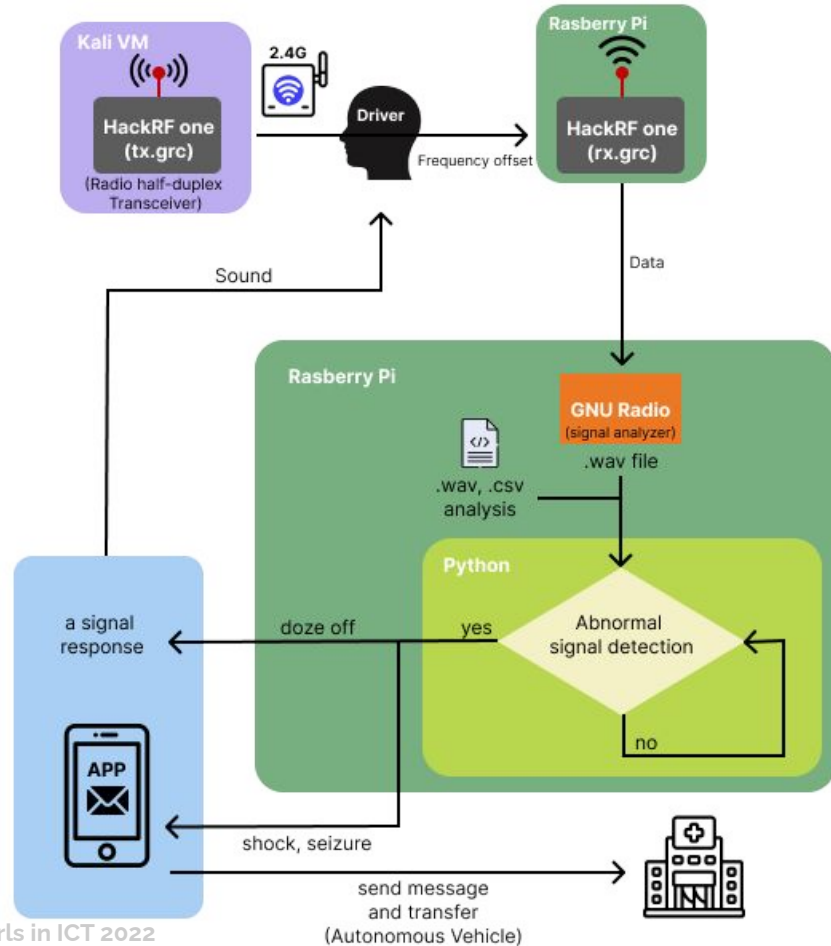 Kali VM
2.4G
HackRF one
(tx.grc)
(Radio half-duplex
Transceiver)
Driver
Frequency offset
Rasberry Pi
HackRF one
(rx.grc)
Sound
Data
Rasberry Pi
GNU Radio
(signal analyzer)
.wav file
.wav, .csv
analysis
Python
Abnormal
signal detection
yes
no
doze off
a signal
response
APP
shock, seizure
send message
and transfer
(Autonomous Vehicle)
rls in ICT 2022